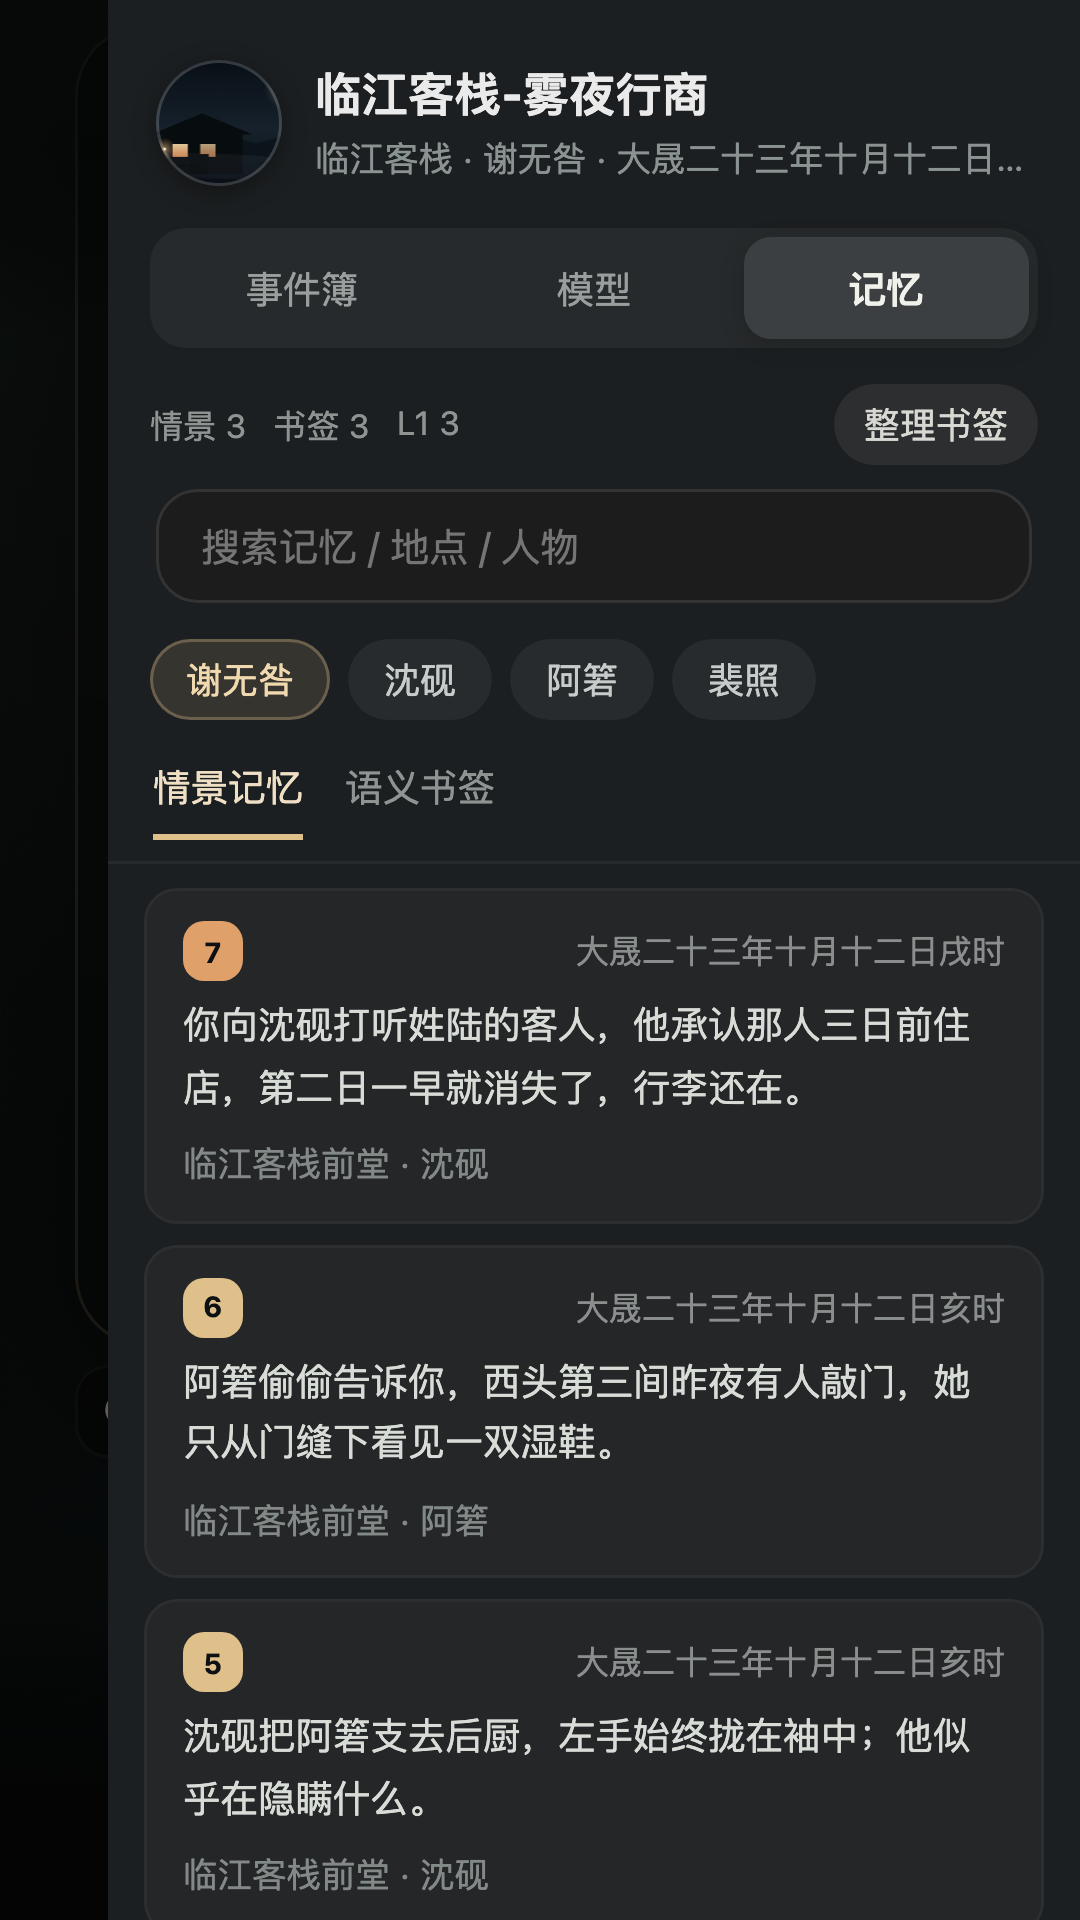 临江客栈-雾夜行商
临江客栈 · 谢无咎 · 大晟二十三年十月十二日...
事件簿
模型
记忆
情景 3 书签 3 L1 3
整理书签
搜索记忆 / 地点 / 人物
谢无咎
沈砚
阿箬
裴照
情景记忆
语义书签
7
大晟二十三年十月十二日戌时
你向沈砚打听姓陆的客人，他承认那人三日前住
店，第二日一早就消失了，行李还在。
临江客栈前堂 · 沈砚
6
大晟二十三年十月十二日亥时
阿箬偷偷告诉你，西头第三间昨夜有人敲门，她
只从门缝下看见一双湿鞋。
临江客栈前堂 · 阿箬
5
大晟二十三年十月十二日亥时
沈砚把阿箬支去后厨，左手始终拢在袖中；他似
乎在隐瞒什么。
临江客栈前堂 · 沈砚